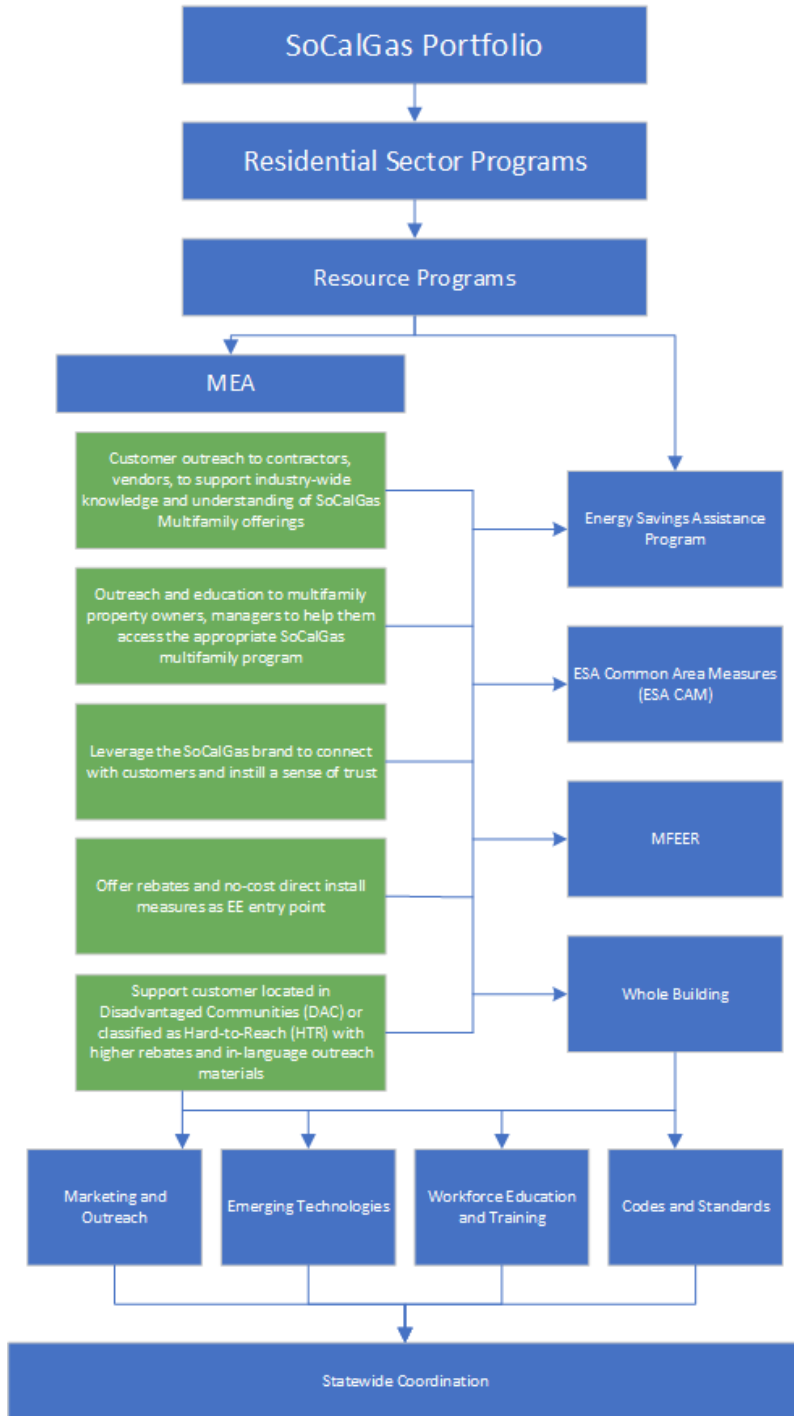 SoCalGas Portfolio
Residential Sector Programs
Resource Programs
MEA
Customer outreach to contractors,
vendors, to support industry-wide
knowledge and understanding of SoCalGas
Multifamily offerings
Energy Savings Assistance
Program
Outreach and education to multifamily
property owners, managers to help them
access the appropriate SoCalGas
multifamily program
ESA Common Area Measures
(ESA CAM)
Leverage the SoCalGas brand to connect
with customers and instill a sense of trust
MFEER
Offer rebates and no-cost direct install
measures as EE entry point
Whole Building
Support customer located in
Disadvantaged Communities (DAC) or
classified as Hard-to-Reach (HTR) with
higher rebates and in-language outreach
materials
Marketing and
Outreach
Emerging Technologies
Workforce Education
and Training
Codes and Standards
Statewide Coordination